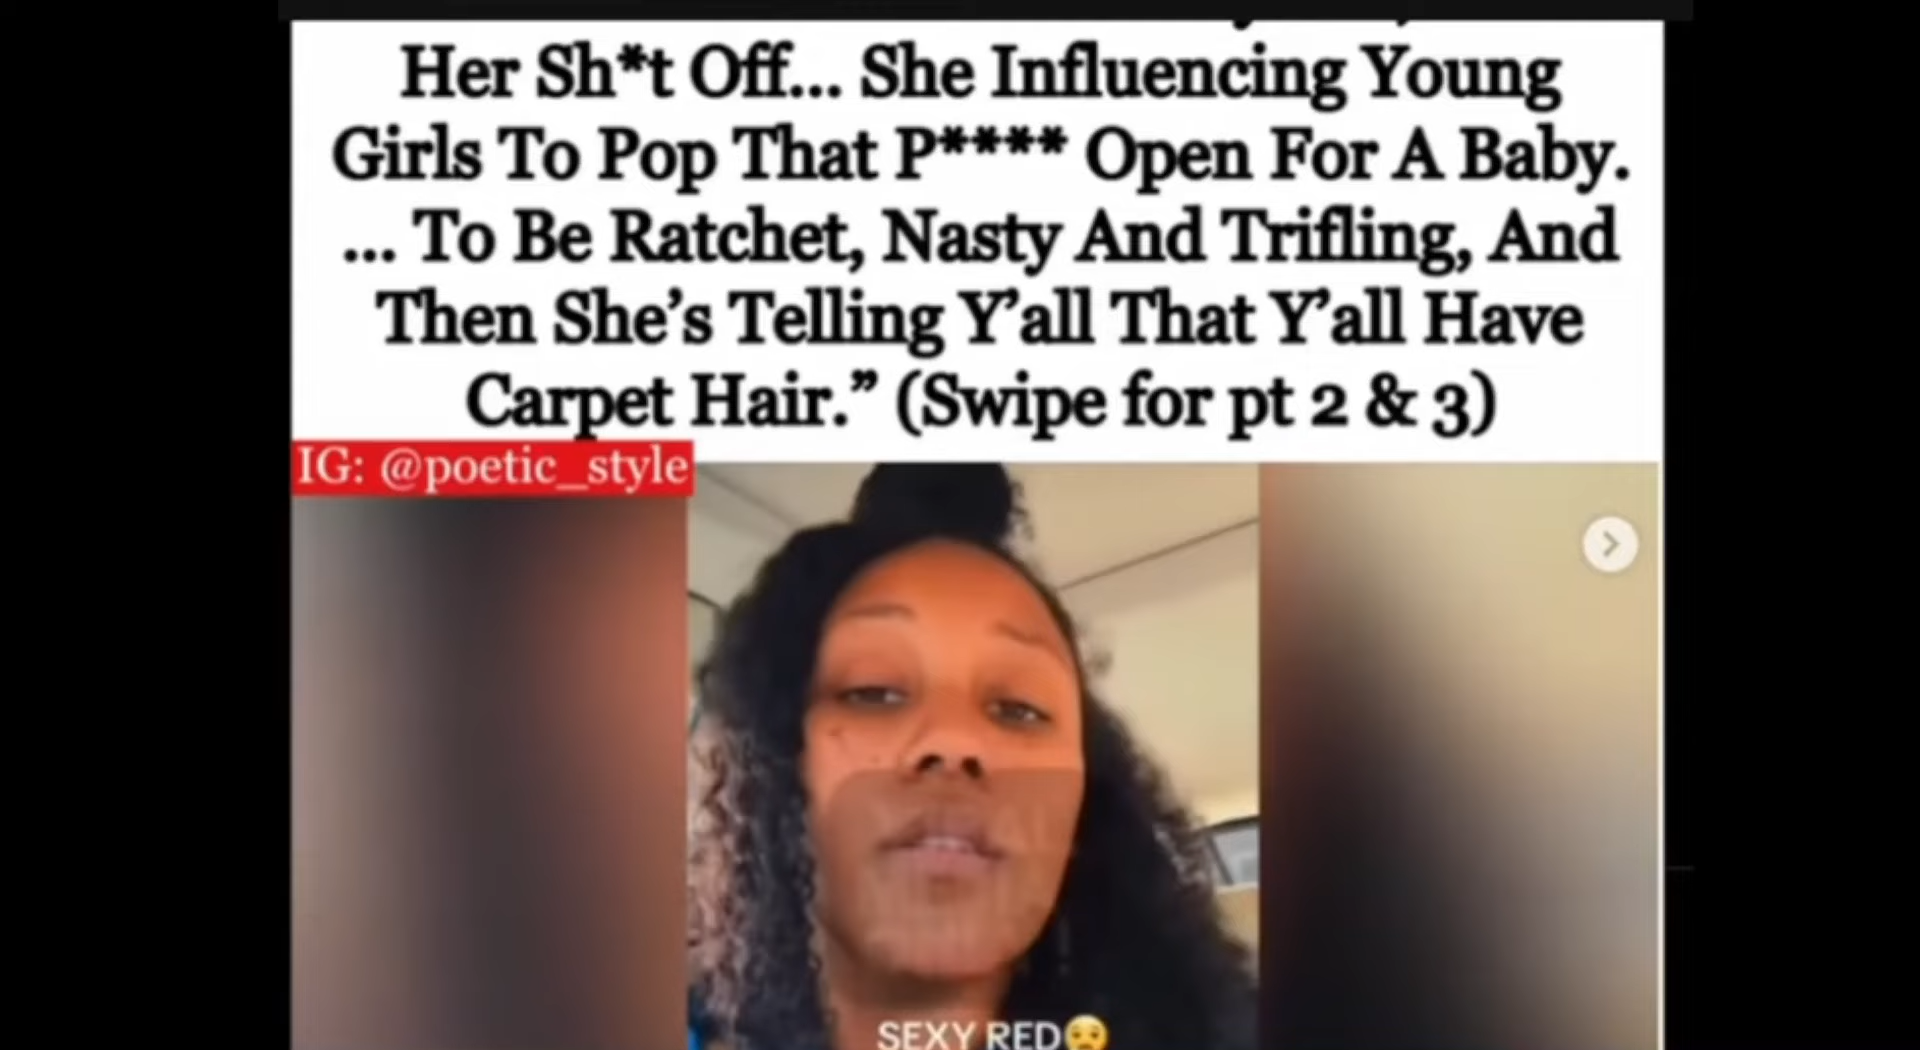 Her Sh*t Off... She Influencing Young
Girls To Pop That P**** Open For A Baby.
... To Be Ratchet, Nasty And Trifling, And
Then She’s Telling Y’all That Y’all Have
Carpet Hair.” (Swipe for pt 2 & 3)
IG: @poetic_style
SEXY RED😒